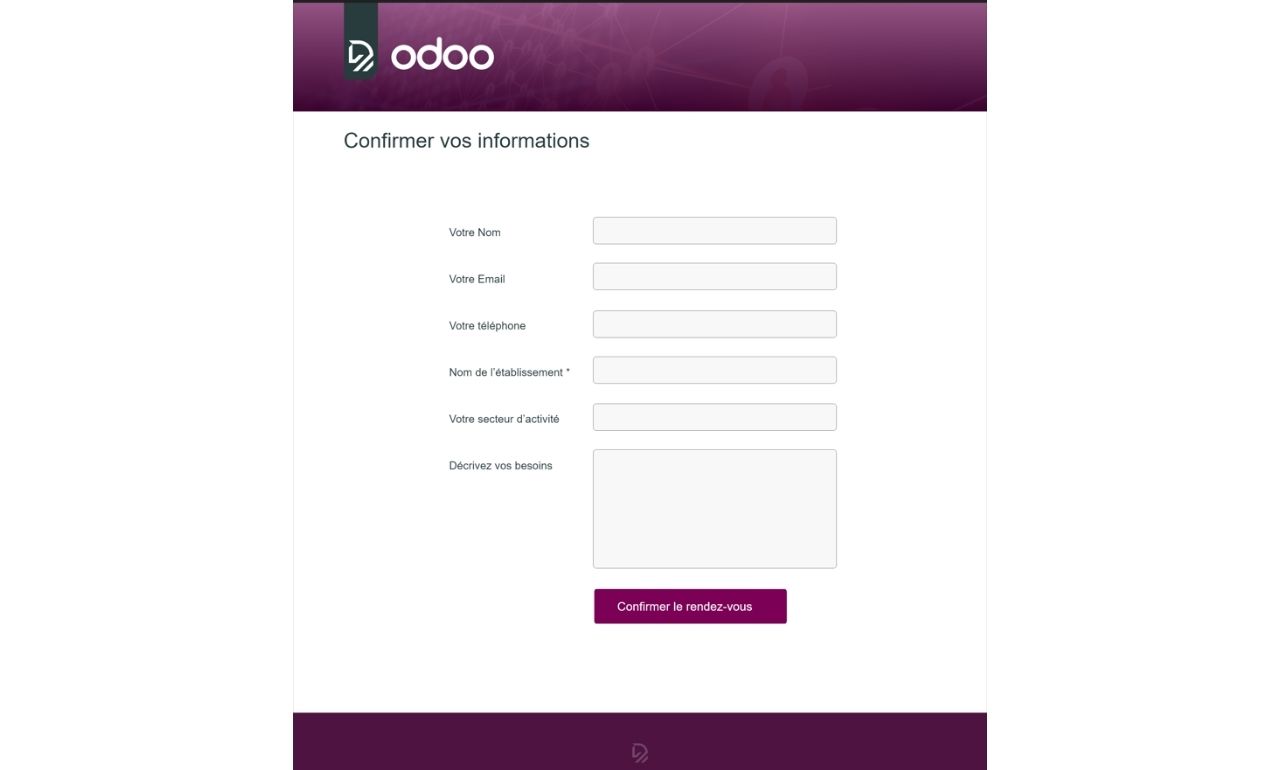 odoo
Confirmer vos informations
Votre Nom
Votre Email
Votre téléphone
Nom de l'établissement *
Votre secteur d'activité
Décrivez vos besoins
Confirmer le rendez-vous